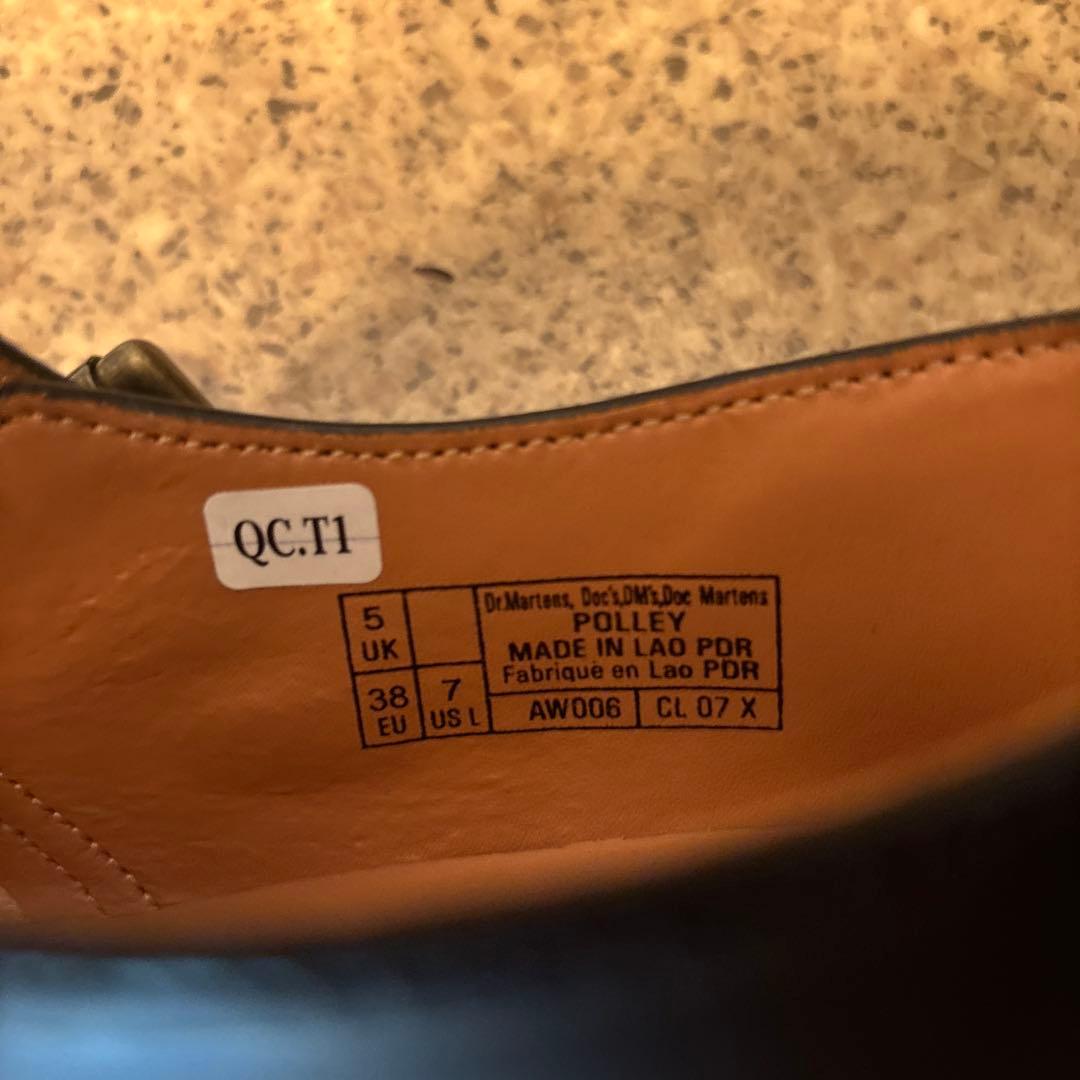 QC.T1
5
UK
38
EU
7
US L
Dr.Martens, Doc's,DM's,Doc Martens
POLLEY
MADE IN LAO PDR
Fabriqué en Lao PDR
AW006
CL 07 X